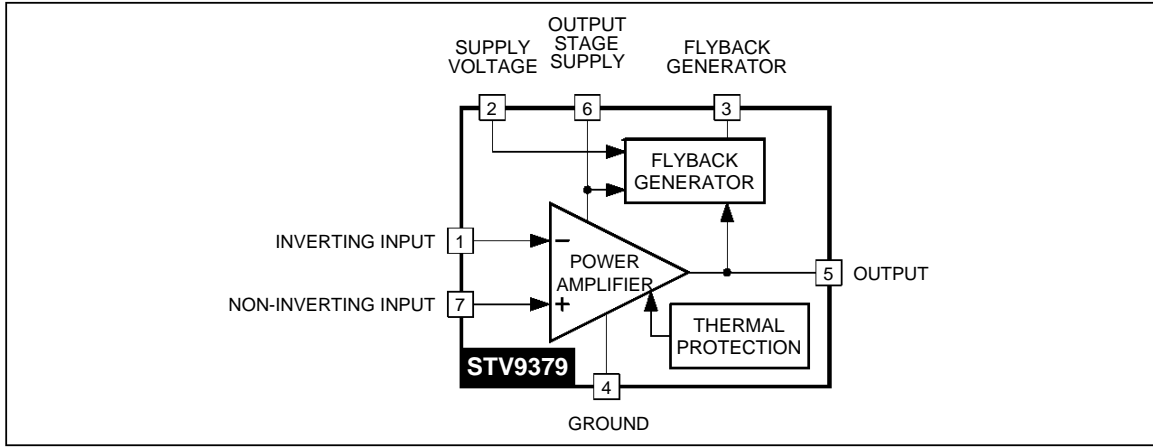 OUTPUT
STAGE
SUPPLY
SUPPLY
VOLTAGE
FLYBACK
GENERATOR
2
6
3
FLYBACK
GENERATOR
INVERTING INPUT
1
−
POWER
AMPLIFIER
5
OUTPUT
NON-INVERTING INPUT
7
+
THERMAL
PROTECTION
STV9379
4
GROUND